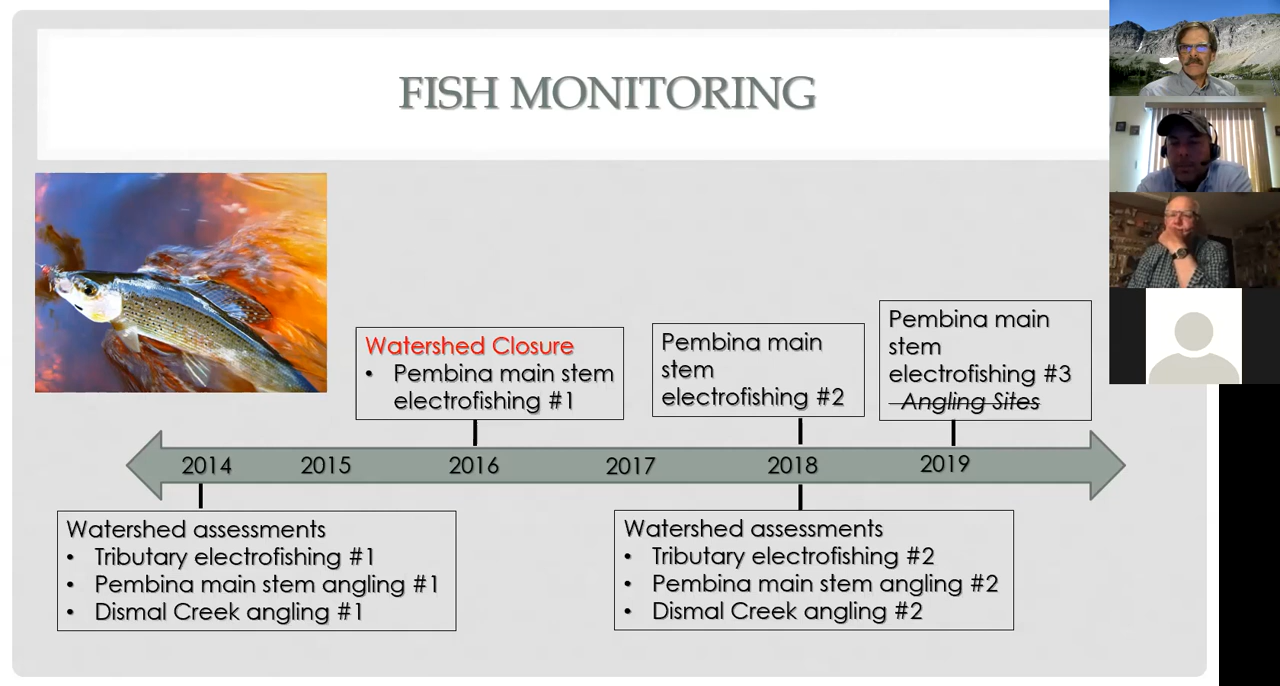 FISH MONITORING
Watershed Closure
• Pembina main stem
electrofishing #1
Pembina main
stem
electrofishing #2
Pembina main
stem
electrofishing #3
Angling Sites
2014 2015 2016 2017 2018 2019
Watershed assessments
• Tributary electrofishing #1
• Pembina main stem angling #1
• Dismal Creek angling #1
Watershed assessments
• Tributary electrofishing #2
• Pembina main stem angling #2
• Dismal Creek angling #2